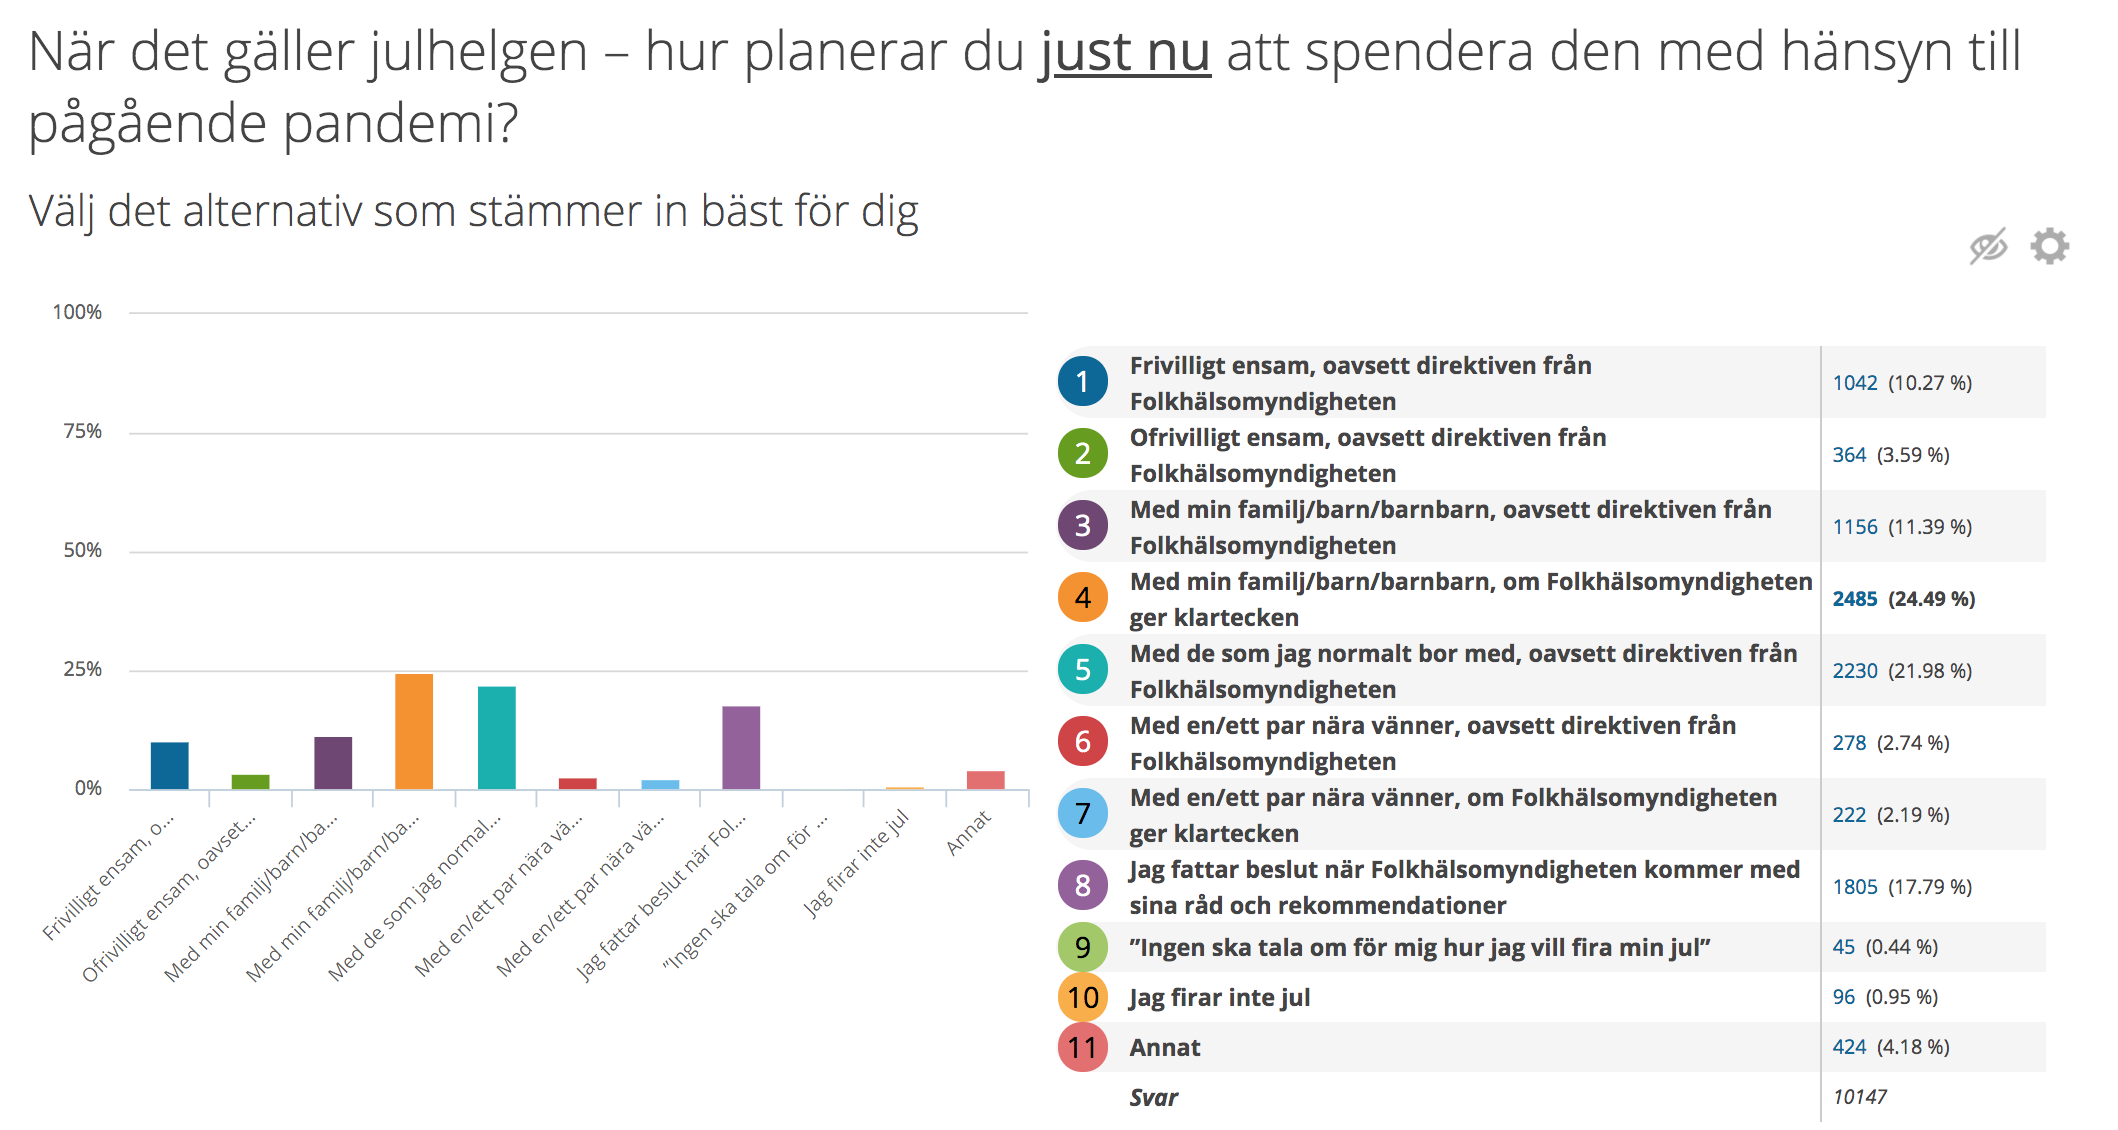 När det gäller julhelgen – hur planerar du just nu att spendera den med hänsyn till
pågående pandemi?
Välj det alternativ som stämmer in bäst för dig
100%
75%
50%
25%
0%
Frivilligt ensam, o...
Ofrivilligt ensam, oavset...
Med min familj/barn/ba...
Med min familj/barn/ba...
Med de som jag normal...
Med en/ett par nära vä...
Med en/ett par nära vä...
Jag fattar beslut när Fol...
”Ingen ska tala om för ...
Jag firar inte jul
Annat
1 Frivilligt ensam, oavsett direktiven från
Folkhälsomyndigheten
1042 (10.27 %)
2 Ofrivilligt ensam, oavsett direktiven från
Folkhälsomyndigheten
364 (3.59 %)
3 Med min familj/barn/barnbarn, oavsett direktiven från
Folkhälsomyndigheten
1156 (11.39 %)
4 Med min familj/barn/barnbarn, om Folkhälsomyndigheten
ger klartecken
2485 (24.49 %)
5 Med de som jag normalt bor med, oavsett direktiven från
Folkhälsomyndigheten
2230 (21.98 %)
6 Med en/ett par nära vänner, oavsett direktiven från
Folkhälsomyndigheten
278 (2.74 %)
7 Med en/ett par nära vänner, om Folkhälsomyndigheten
ger klartecken
222 (2.19 %)
8 Jag fattar beslut när Folkhälsomyndigheten kommer med
sina råd och rekommendationer
1805 (17.79 %)
9 ”Ingen ska tala om för mig hur jag vill fira min jul” 45 (0.44 %)
10 Jag firar inte jul 96 (0.95 %)
11 Annat 424 (4.18 %)
Svar 10147